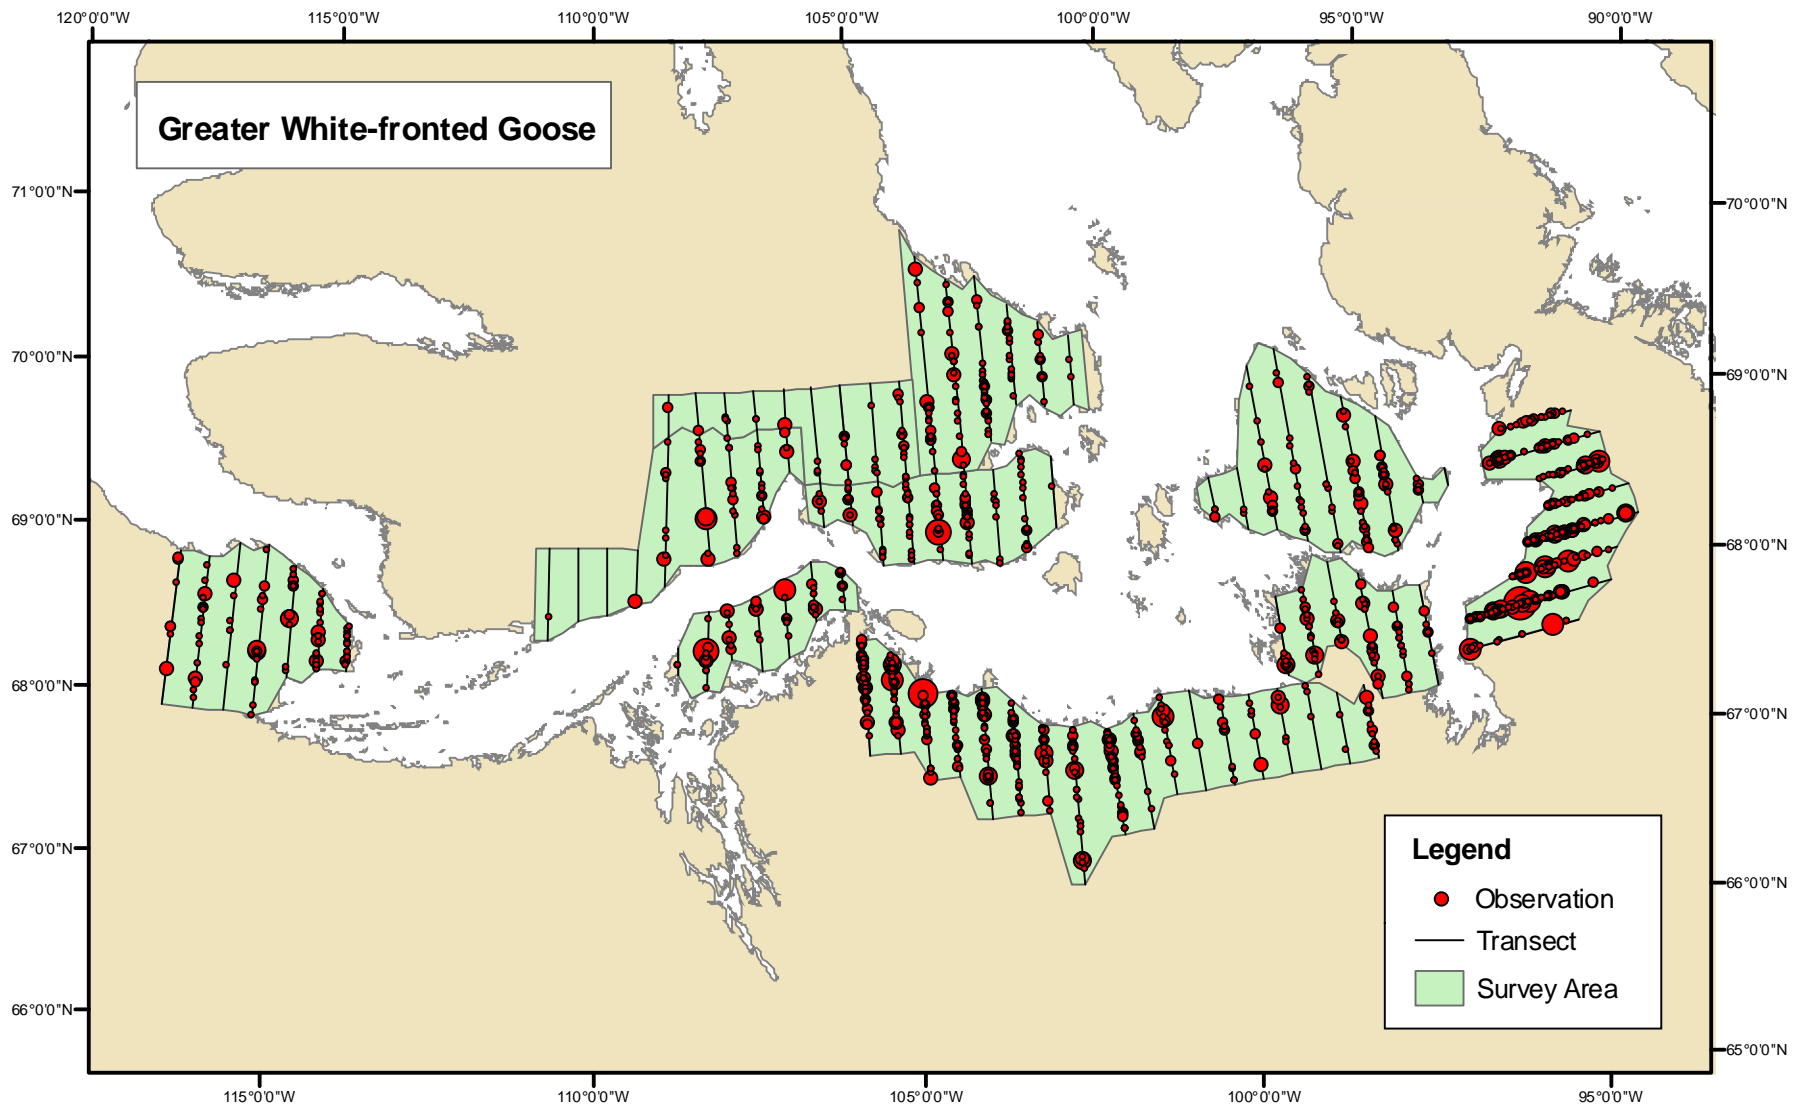 120°0'0"W 115°0'0"W 110°0'0"W 105°0'0"W 100°0'0"W 95°0'0"W 90°0'0"W
Greater White-fronted Goose
71°0'0"N
70°0'0"N
70°0'0"N
69°0'0"N
69°0'0"N
68°0'0"N
68°0'0"N
67°0'0"N
67°0'0"N
66°0'0"N
66°0'0"N
65°0'0"N
Legend
Observation
Transect
Survey Area
115°0'0"W 110°0'0"W 105°0'0"W 100°0'0"W 95°0'0"W